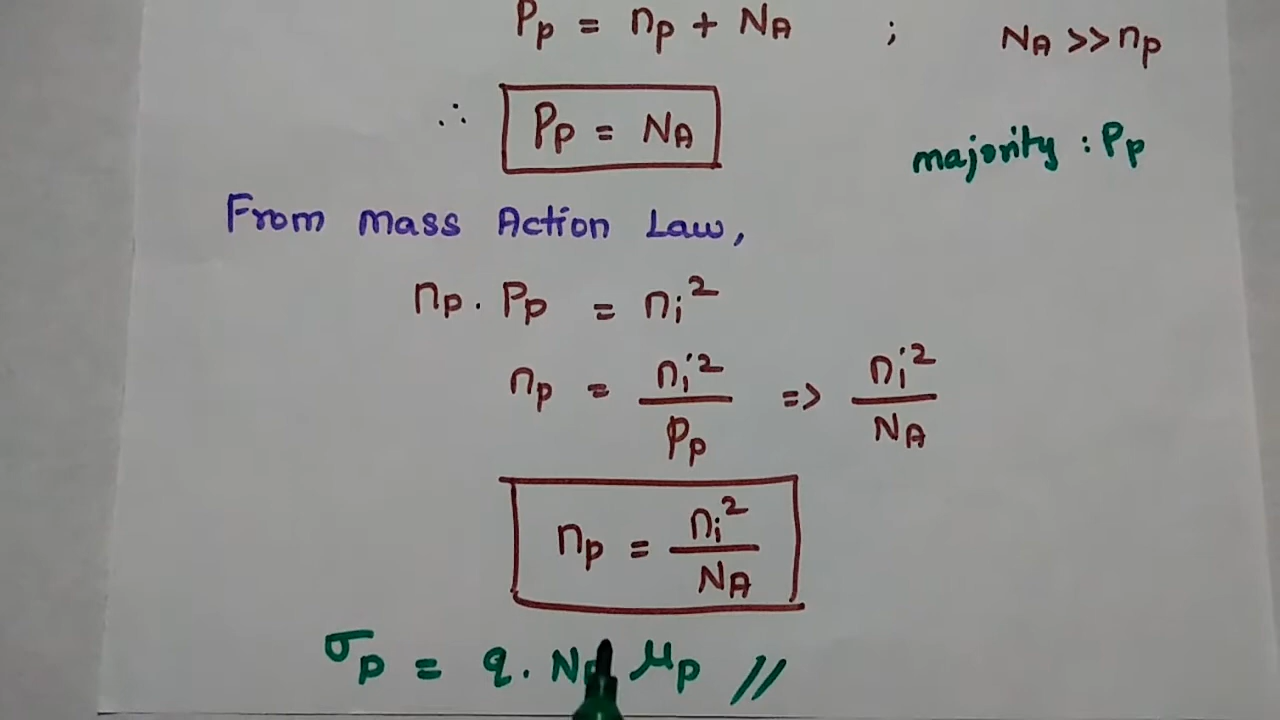 Pp = np + NA ; NA >> np
∴ Pp = NA
majority : Pp
From Mass Action Law,
np . Pp = ni²
np = ni² / Pp => ni² / NA
np = ni² / NA
σp = q . N μp //